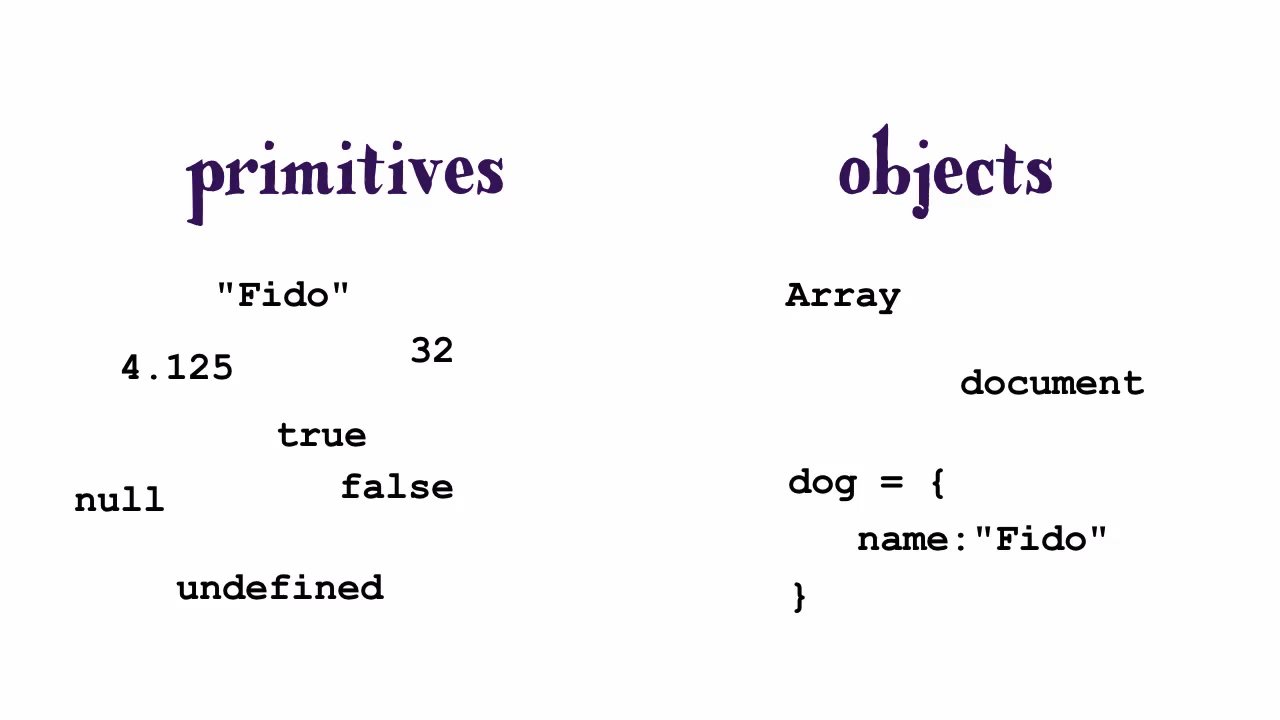 primitives
"Fido"
32
4.125
true
false
null
undefined
objects
Array
document
dog = {
name:"Fido"
}